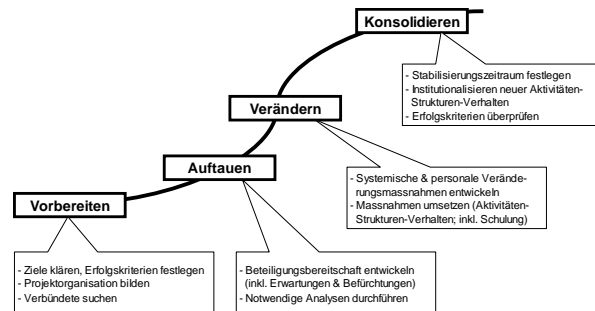 Konsolidieren
- Stabilisierungszeitraum festlegen
- Institutionalisieren neuer Aktivitäten-
Strukturen-Verhalten
- Erfolgskriterien überprüfen
Verändern
- Systemische & personale Verände-
rungsmassnahmen entwickeln
- Massnahmen umsetzen (Aktivitäten-
Strukturen-Verhalten; inkl. Schulung)
Auftauen
- Beteiligungsbereitschaft entwickeln
(inkl. Erwartungen & Befürchtungen)
- Notwendige Analysen durchführen
Vorbereiten
- Ziele klären, Erfolgskriterien festlegen
- Projektorganisation bilden
- Verbündete suchen